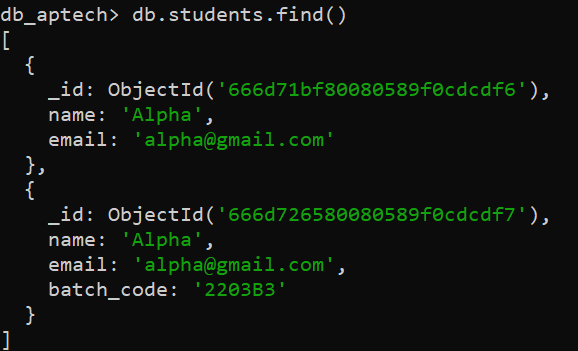 db_aptech> db.students.find()
[
  {
    _id: ObjectId('666d71bf80080589f0cdcdf6'),
    name: 'Alpha',
    email: 'alpha@gmail.com'
  },
  {
    _id: ObjectId('666d726580080589f0cdcdf7'),
    name: 'Alpha',
    email: 'alpha@gmail.com',
    batch_code: '2203B3'
  }
]